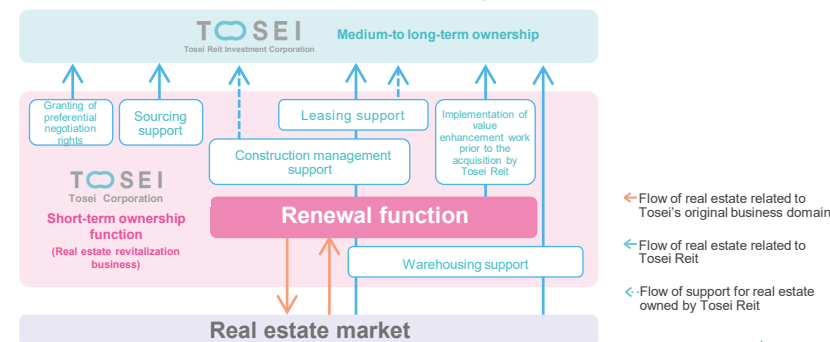 TOSEI
Tosei Reit Investment Corporation
Medium-to long-term ownership
Granting of
preferential
negotiation
rights
Sourcing
support
Leasing support
Construction management
support
Implementation of
value
enhancement work
prior to the
acquisition by
Tosei Reit
TOSEI
Tosei Corporation
Short-term ownership
function
(Real estate revitalization
business)
Renewal function
Warehousing support
Real estate market
Flow of real estate related to
Tosei's original business domain
Flow of real estate related to
Tosei Reit
Flow of support for real estate
owned by Tosei Reit